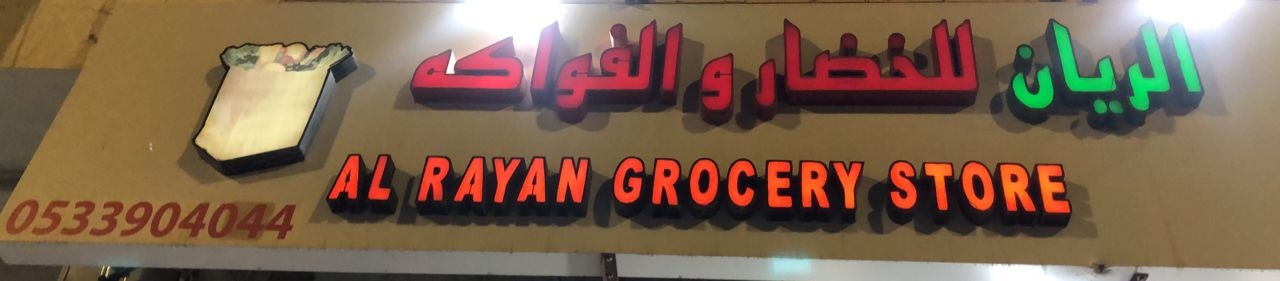 الريان للخضار و الفواكه
AL RAYAN GROCERY STORE
0533904044